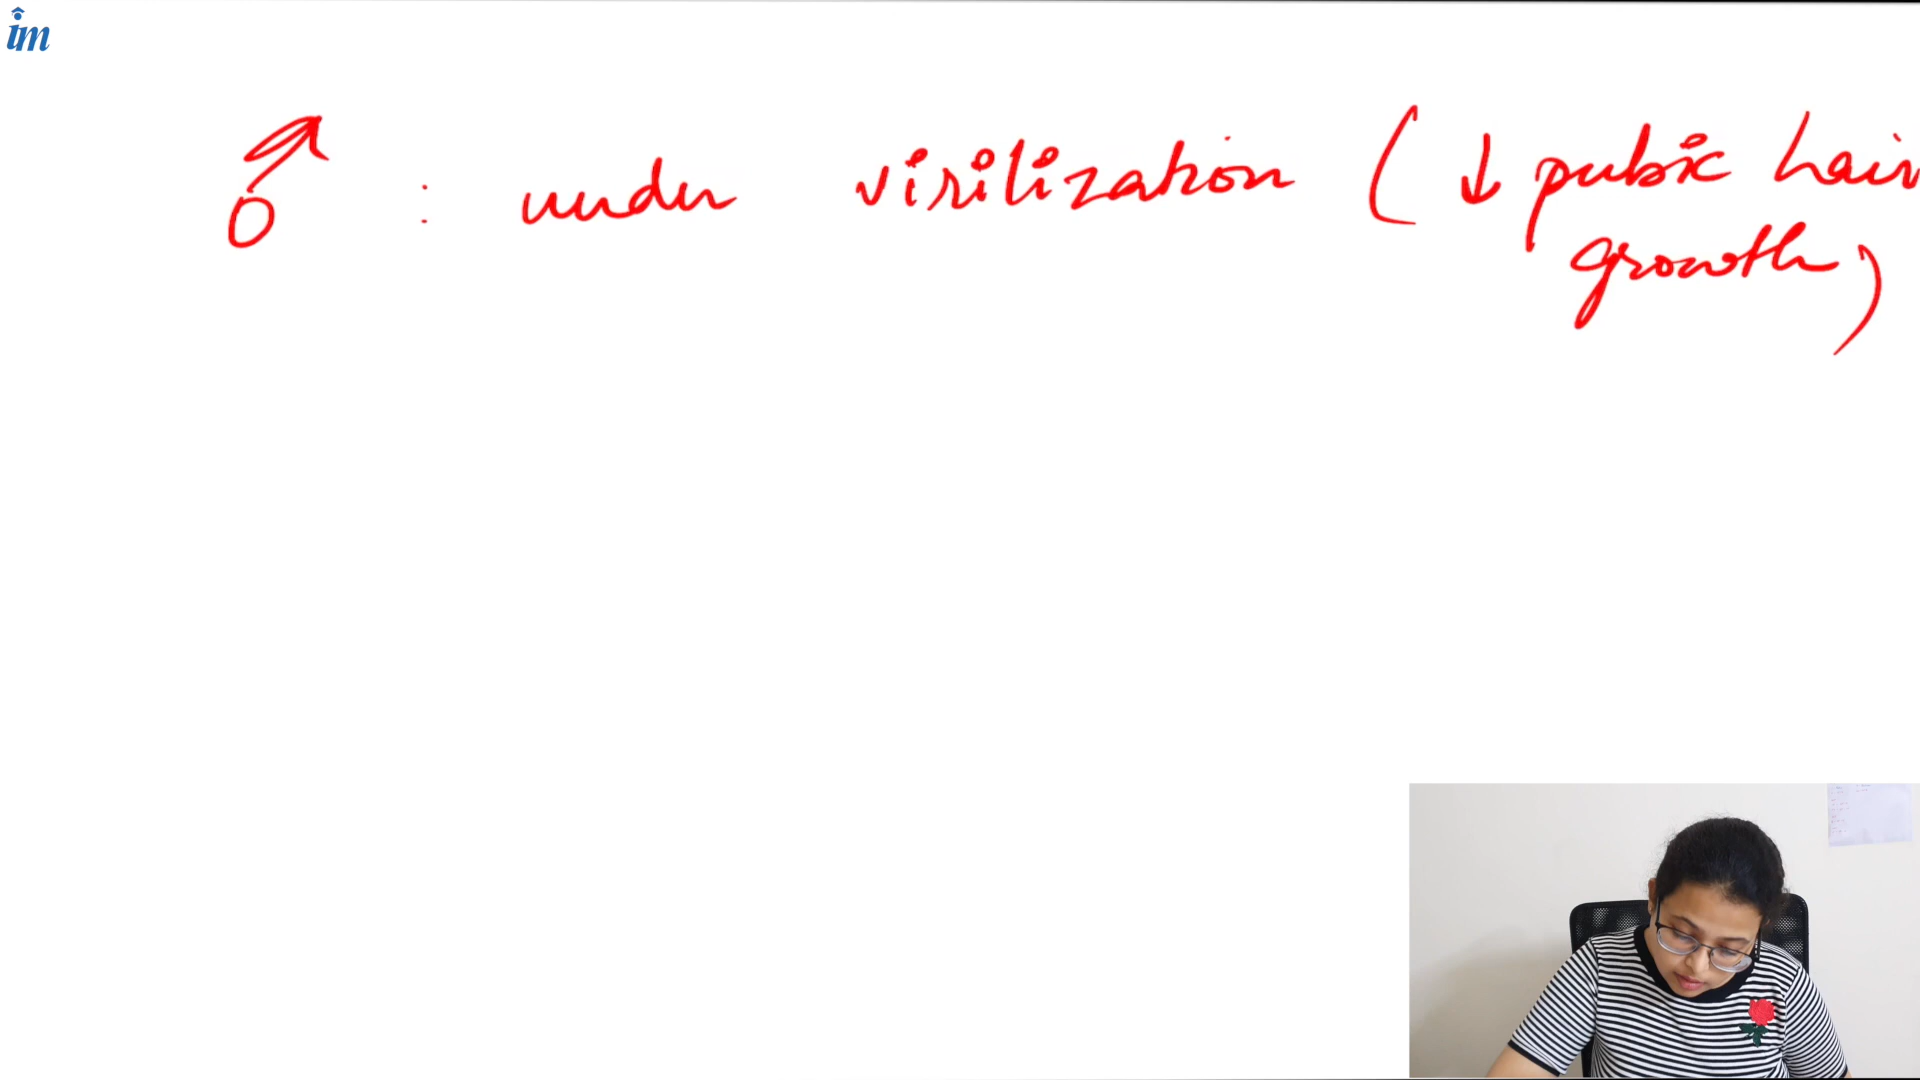 im
♂ : under virilization (↓ pubic hair
growth)